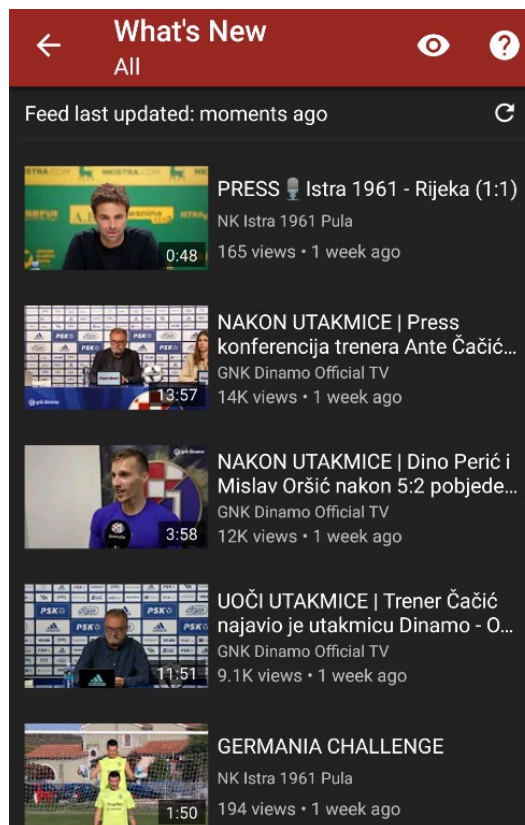 What's New
All
Feed last updated: moments ago
PRESS🎙️Istra 1961 - Rijeka (1:1)
NK Istra 1961 Pula
0:48
165 views • 1 week ago
NAKON UTAKMICE | Press
konferencija trenera Ante Čačić...
GNK Dinamo Official TV
13:57
14K views • 1 week ago
NAKON UTAKMICE | Dino Perić i
Mislav Oršić nakon 5:2 pobjede...
GNK Dinamo Official TV
3:58
12K views • 1 week ago
UOČI UTAKMICE | Trener Čačić
najavio je utakmicu Dinamo - O...
GNK Dinamo Official TV
11:51
9.1K views • 1 week ago
GERMANIA CHALLENGE
NK Istra 1961 Pula
1:50
194 views • 1 week ago